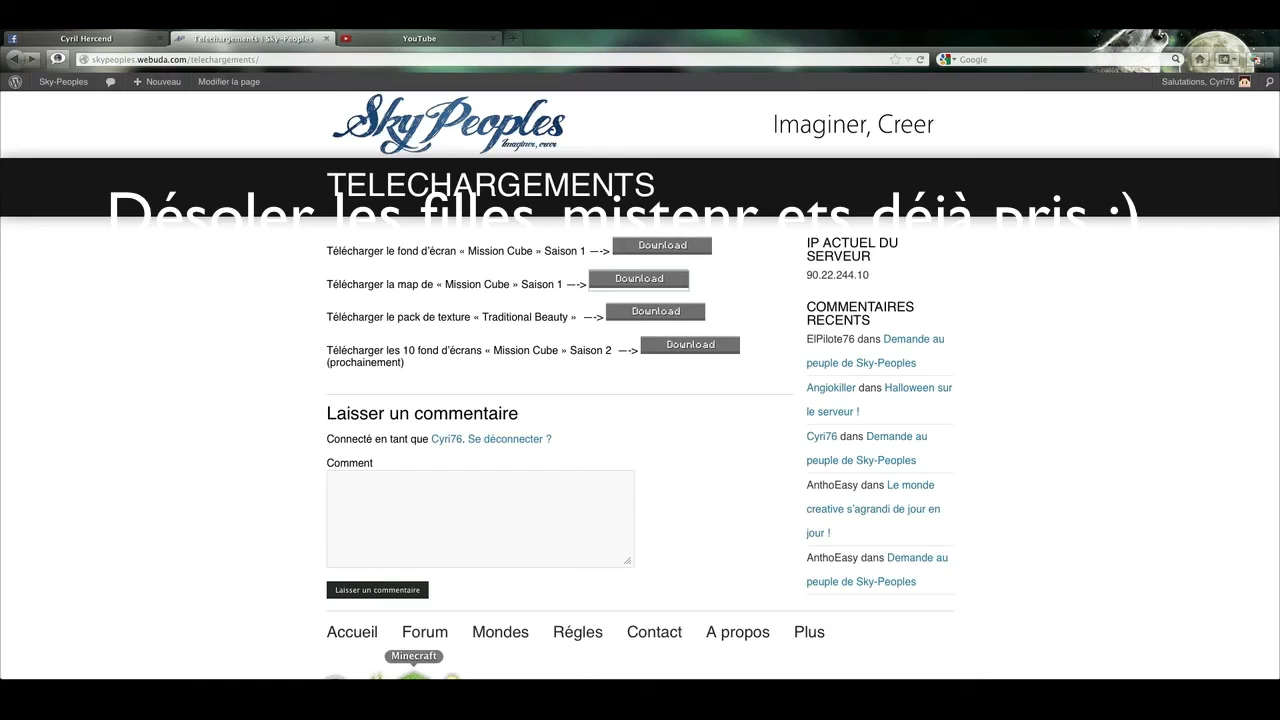 Cyril Hercend
Telechargements | Sky-Peoples
YouTube
skypeoples.webuda.com/telechargements/
Google
Sky-Peoples
Nouveau
Modifier la page
Salutations, Cyri76
Sky Peoples
Imaginer, creer
Imaginer, Creer
TELECHARGEMENTS
Désoler les filles, mistenr ets déjà pris ;)
Télécharger le fond d'écran « Mission Cube » Saison 1 —-> Download
Télécharger la map de « Mission Cube » Saison 1 —-> Download
Télécharger le pack de texture « Traditional Beauty » —-> Download
Télécharger les 10 fond d'écrans « Mission Cube » Saison 2 —-> Download
(prochainement)
Laisser un commentaire
Connecté en tant que Cyri76. Se déconnecter ?
Comment
Laisser un commentaire
IP ACTUEL DU
SERVEUR
90.22.244.10
COMMENTAIRES
RECENTS
ElPilote76 dans Demande au
peuple de Sky-Peoples
Angiokiller dans Halloween sur
le serveur !
Cyri76 dans Demande au
peuple de Sky-Peoples
AnthoEasy dans Le monde
creative s'agrandi de jour en
jour !
AnthoEasy dans Demande au
peuple de Sky-Peoples
Accueil Forum Mondes Régles Contact A propos Plus
Minecraft